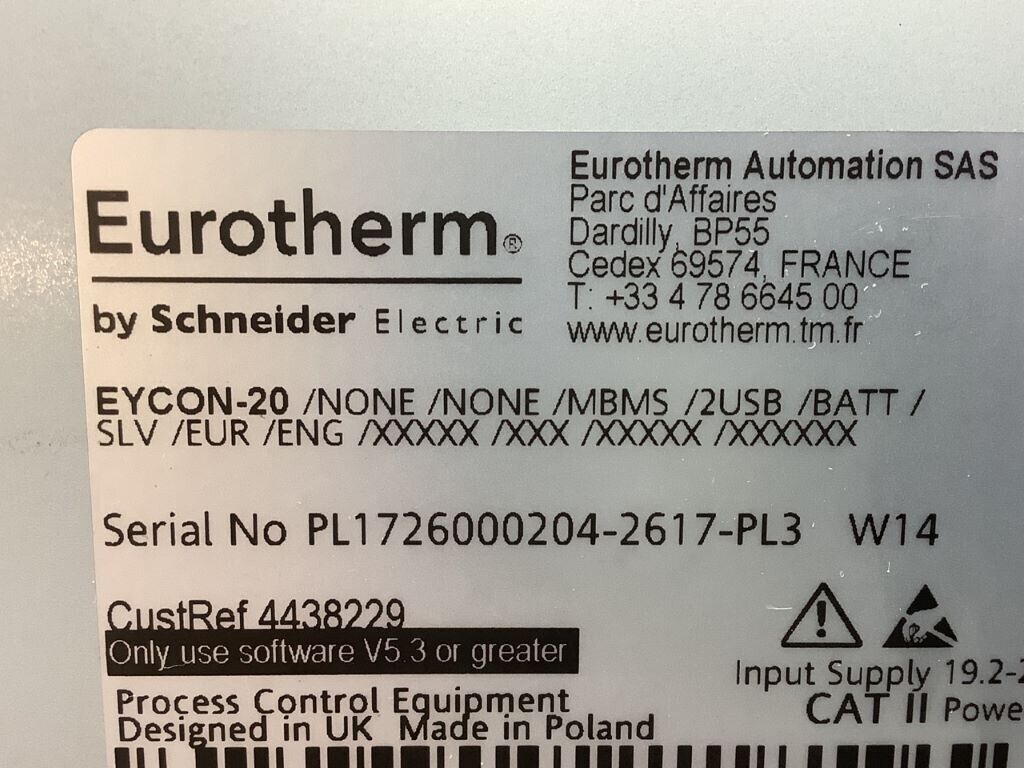 Eurotherm®
by Schneider Electric
Eurotherm Automation SAS
Parc d'Affaires
Dardilly, BP55
Cedex 69574, FRANCE
T: +33 4 78 6645 00
www.eurotherm.tm.fr
EYCON-20 /NONE /NONE /MBMS /2USB /BATT /
SLV /EUR /ENG /XXXXX /XXX /XXXXX /XXXXXX
Serial No PL1726000204-2617-PL3 W14
CustRef 4438229
Only use software V5.3 or greater
Input Supply 19.2-
CAT II
Process Control Equipment
Designed in UK Made in Poland